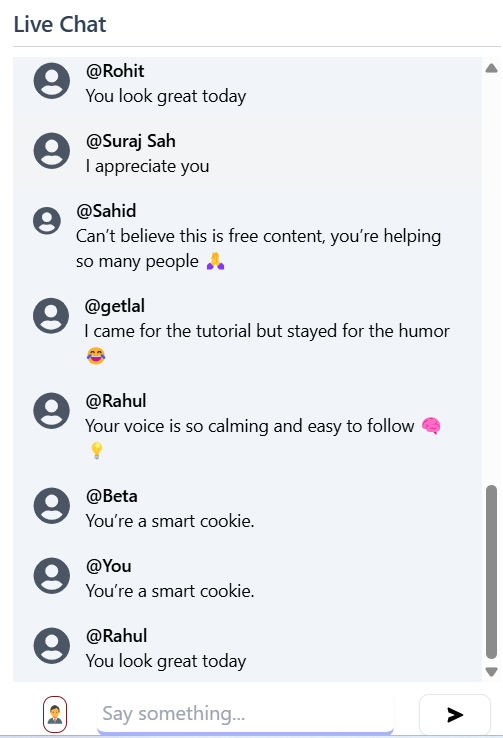 Live Chat
@Rohit
You look great today
@Suraj Sah
I appreciate you
@Sahid
Can’t believe this is free content, you’re helping
so many people 🙏
@getlal
I came for the tutorial but stayed for the humor
😂
@Rahul
Your voice is so calming and easy to follow 🧠
💡
@Beta
You’re a smart cookie.
@You
You’re a smart cookie.
@Rahul
You look great today
Say something...